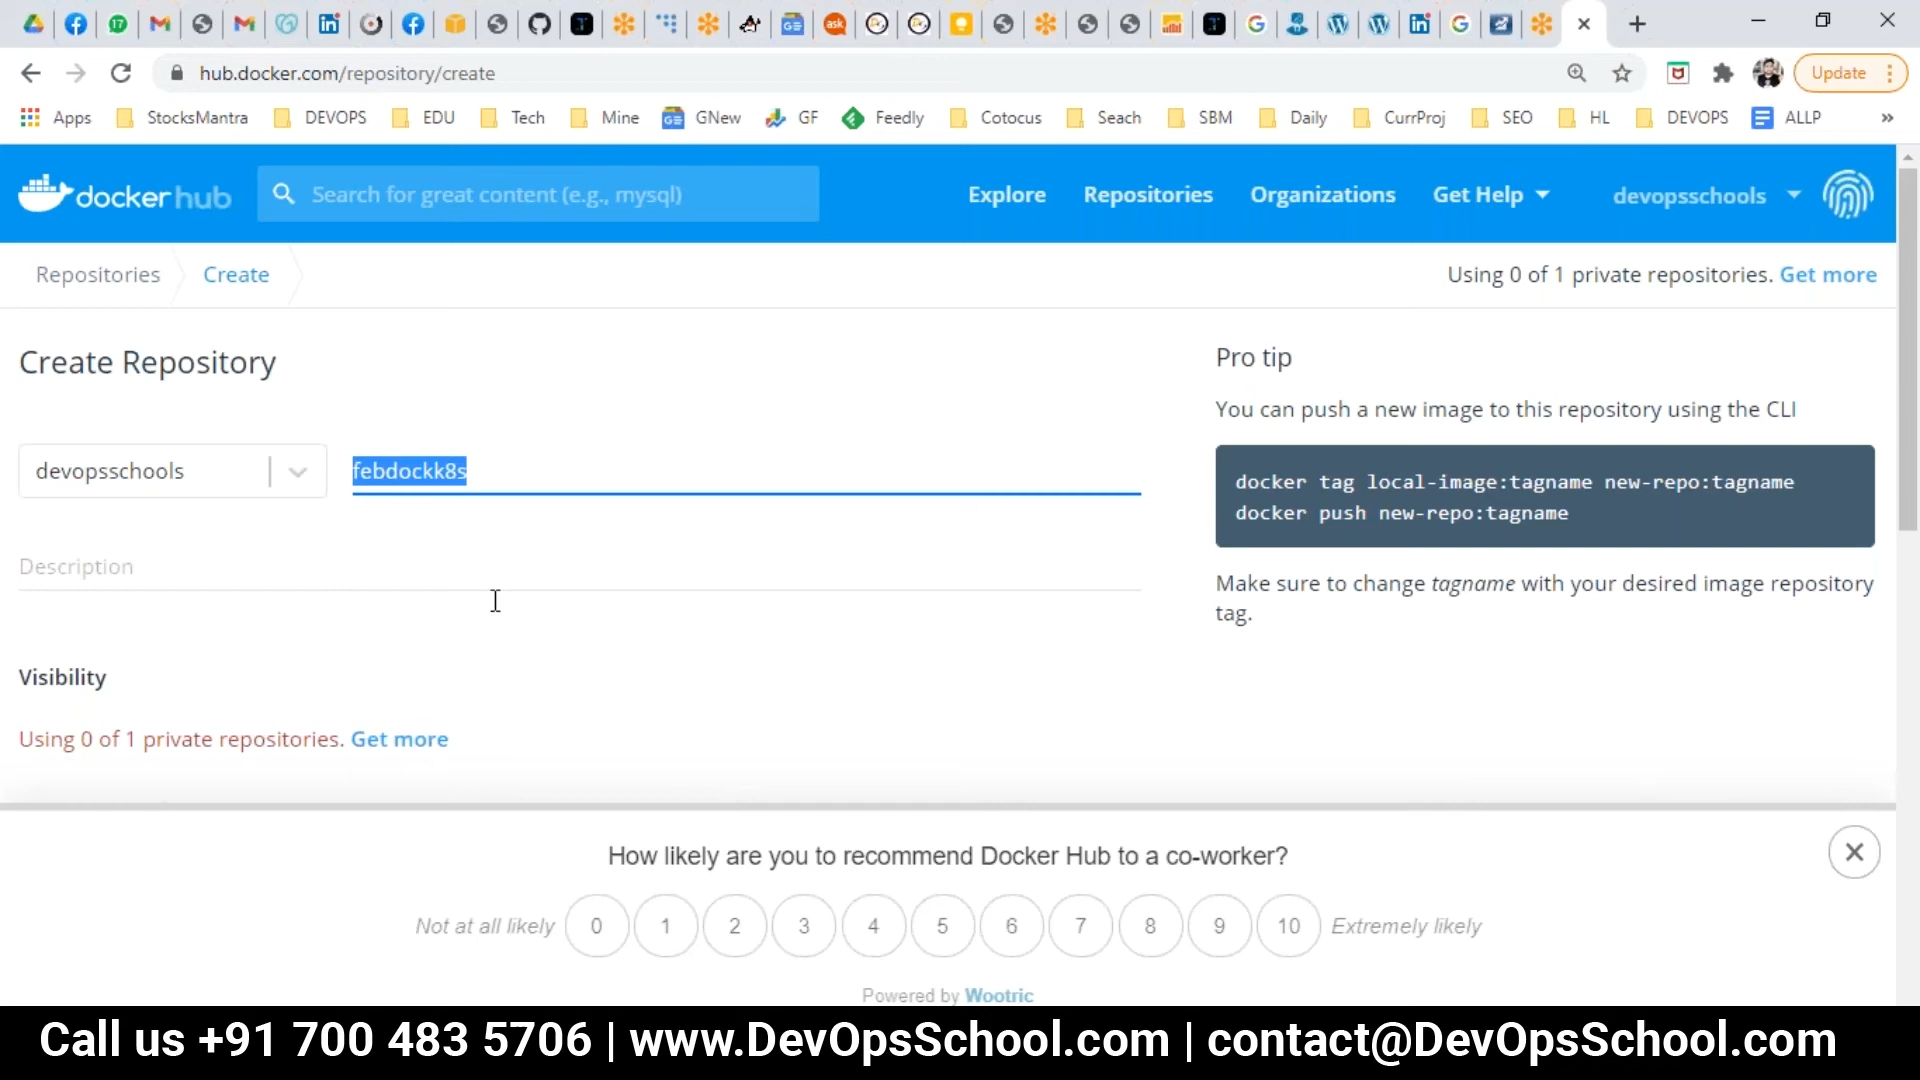 17
ask
Update
hub.docker.com/repository/create
Apps StocksMantra DEVOPS EDU Tech Mine GNew GF Feedly Cotocus Seach SBM Daily CurrProj SEO HL DEVOPS ALLP »
docker hub Search for great content (e.g., mysql) Explore Repositories Organizations Get Help devopsschools
Repositories Create Using 0 of 1 private repositories. Get more
Create Repository
Pro tip
You can push a new image to this repository using the CLI
devopsschools febdockk8s
docker tag local-image:tagname new-repo:tagname
docker push new-repo:tagname
Description
Make sure to change tagname with your desired image repository
tag.
Visibility
Using 0 of 1 private repositories. Get more
How likely are you to recommend Docker Hub to a co-worker?
Not at all likely 0 1 2 3 4 5 6 7 8 9 10 Extremely likely
Powered by Wootric
Call us +91 700 483 5706 | www.DevOpsSchool.com | contact@DevOpsSchool.com